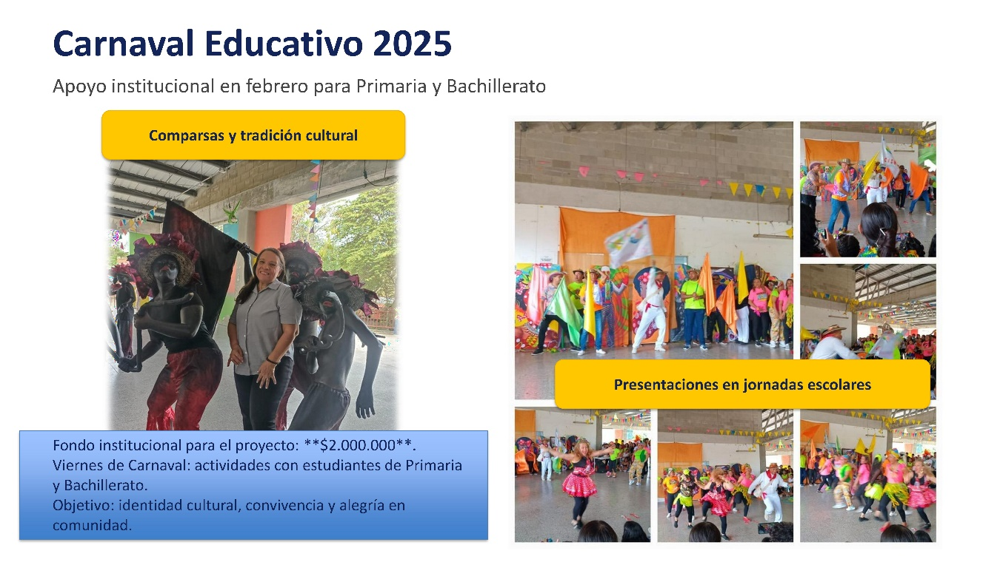 Carnaval Educativo 2025
Apoyo institucional en febrero para Primaria y Bachillerato
Comparsas y tradición cultural
Presentaciones en jornadas escolares
Fondo institucional para el proyecto: **$2.000.000**.
Viernes de Carnaval: actividades con estudiantes de Primaria
y Bachillerato.
Objetivo: identidad cultural, convivencia y alegría en
comunidad.